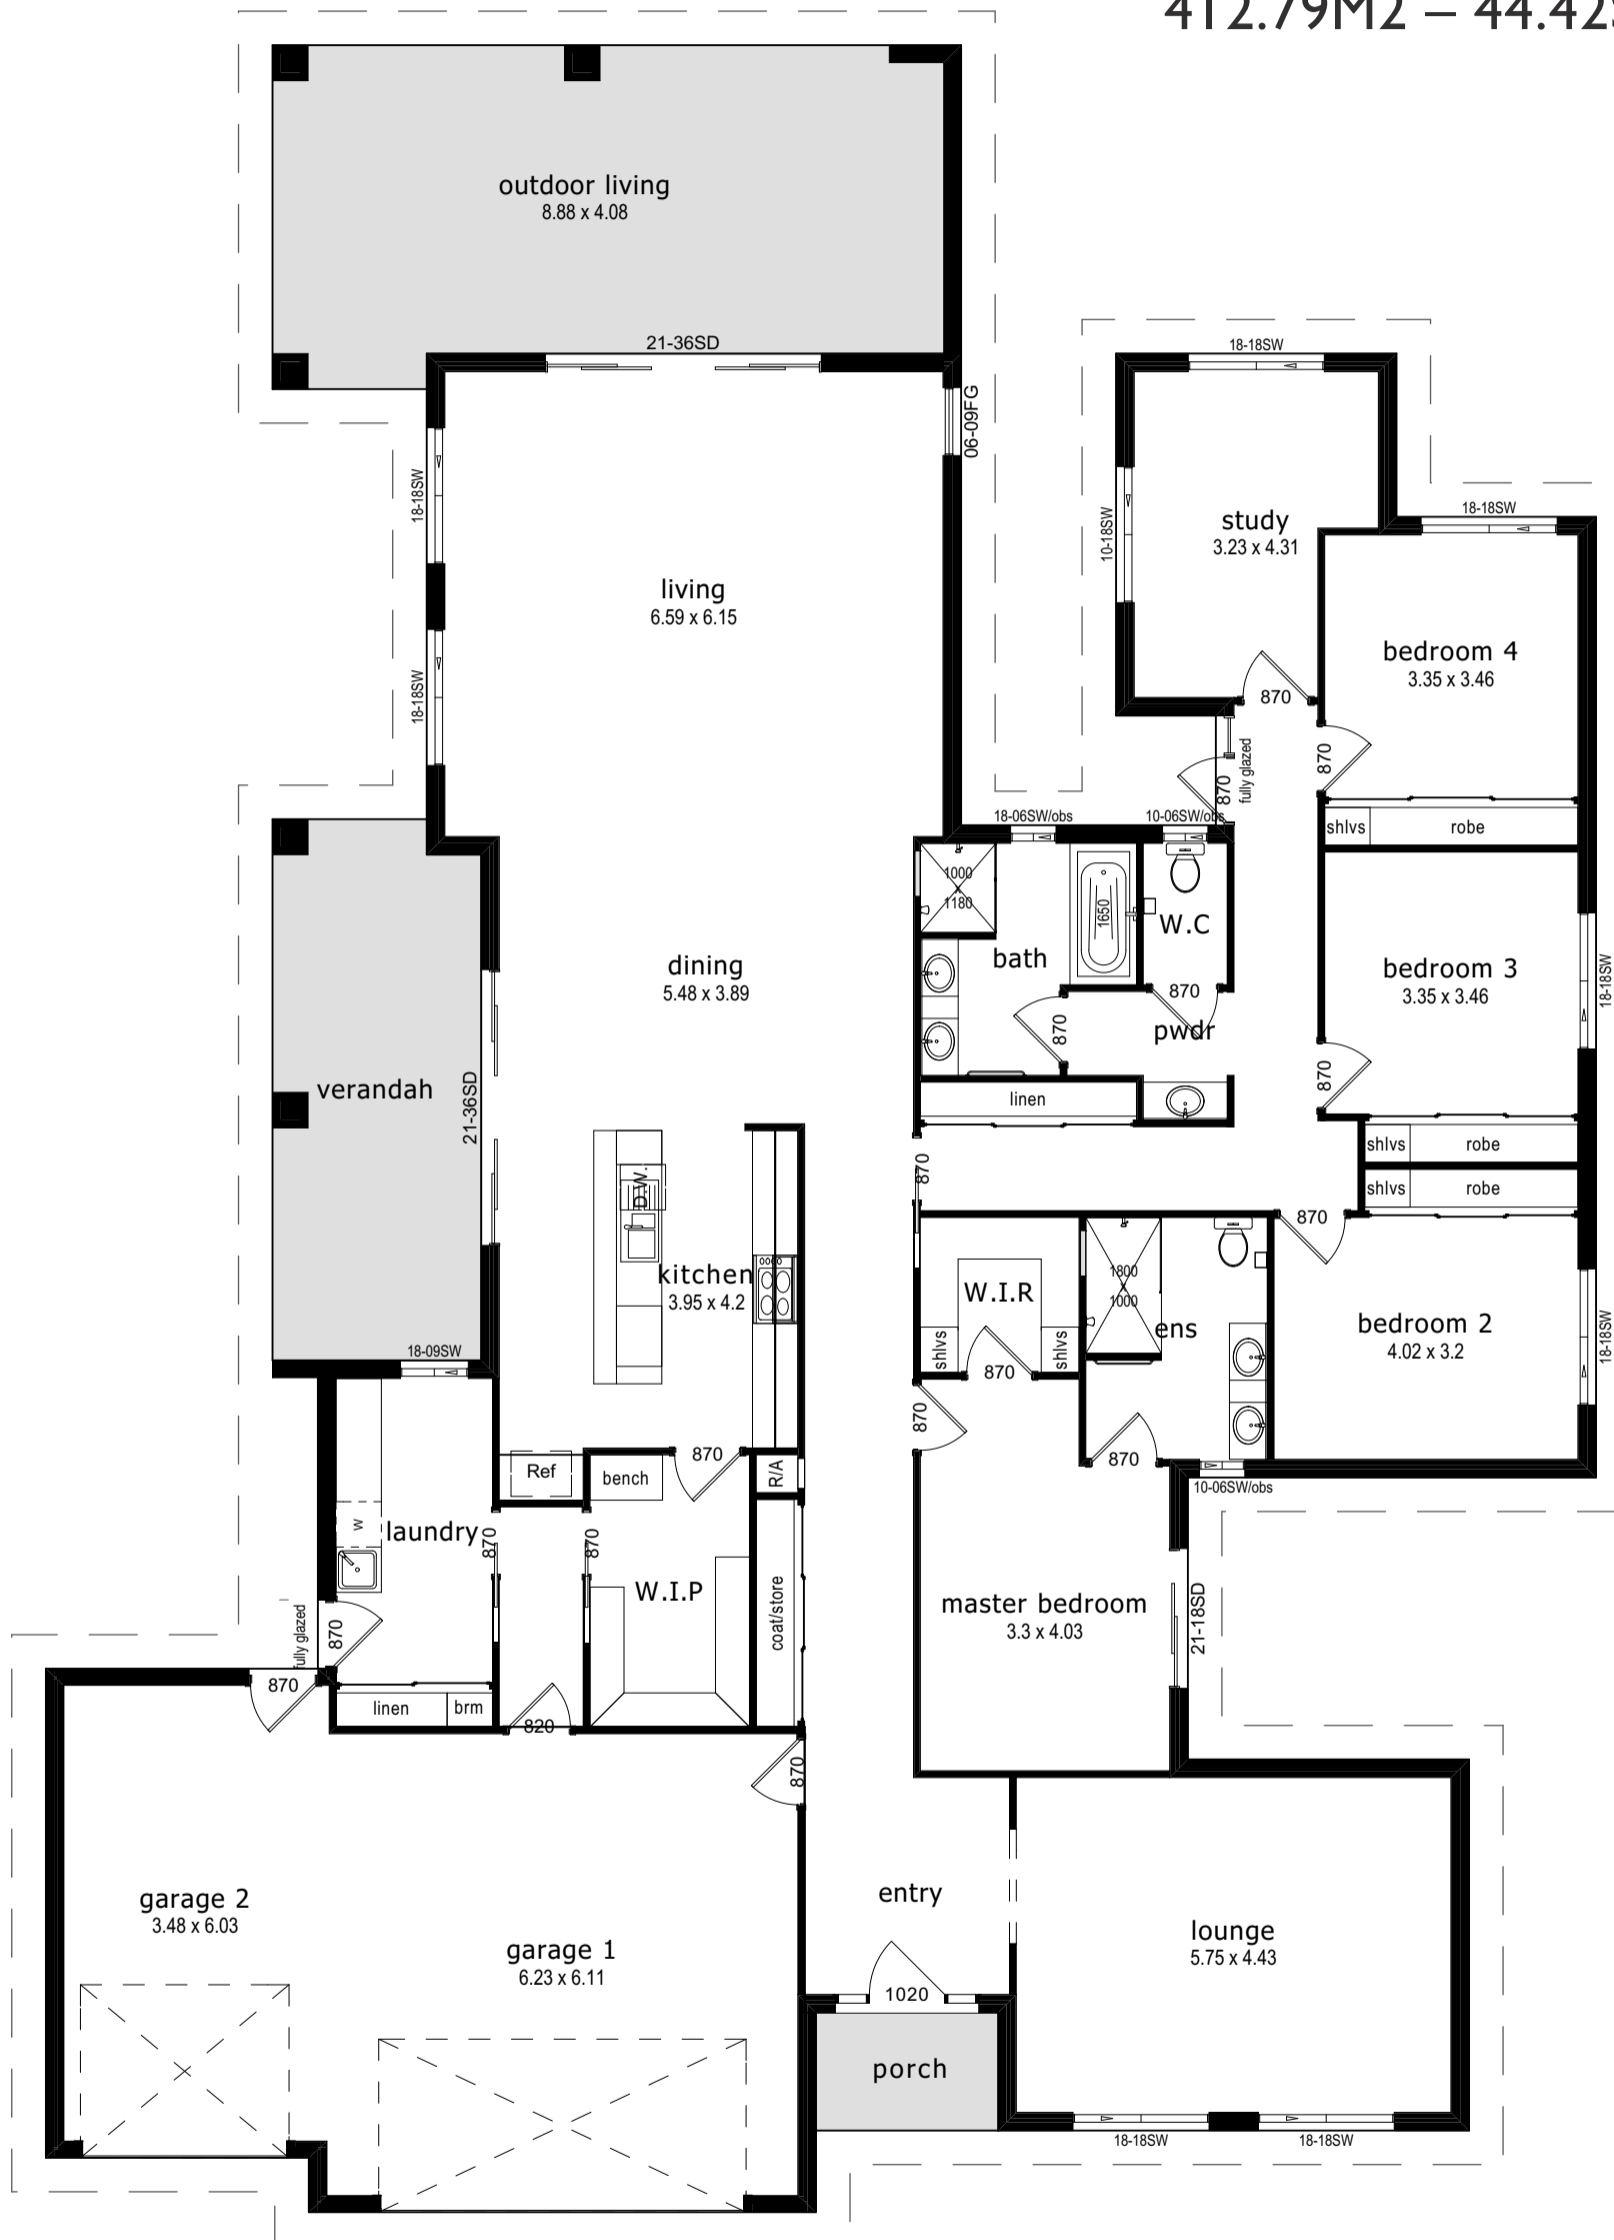 412.79M2 – 44.42
outdoor living
8.88 x 4.08
21-36SD
06-09FG
18-18SW
18-18SW
living
6.59 x 6.15
18-18SW
10-18SW
study
3.23 x 4.31
870
18-18SW
bedroom 4
3.35 x 3.46
870
870
fully glazed
shlvs
robe
18-06SW/obs
10-06SW/obs
1000
x
1180
1650
W.C
bath
870
870
pwdr
linen
bedroom 3
3.35 x 3.46
18-18SW
870
shlvs
robe
shlvs
robe
dining
5.48 x 3.89
verandah
21-36SD
D.W.
kitchen
3.95 x 4.2
18-09SW
870
870
W.I.R
shlvs
shlvs
870
870
1800
x
1000
ens
870
10-06SW/obs
bedroom 2
4.02 x 3.2
18-18SW
Ref
bench
870
R/A
W
laundry
870
870
W.I.P
coat/store
fully glazed
870
870
linen
brm
820
870
master bedroom
3.3 x 4.03
21-18SD
garage 2
3.48 x 6.03
garage 1
6.23 x 6.11
entry
1020
lounge
5.75 x 4.43
porch
18-18SW
18-18SW